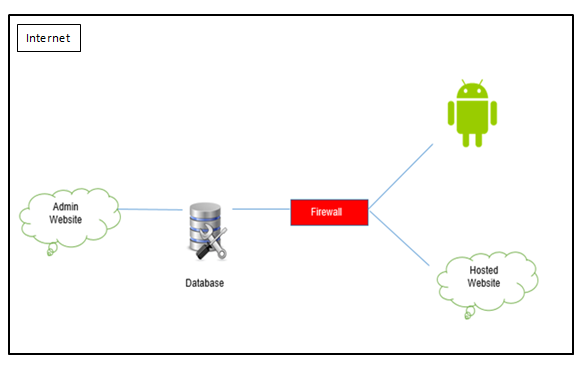 Internet
Admin
Website
Database
Firewall
Hosted
Website